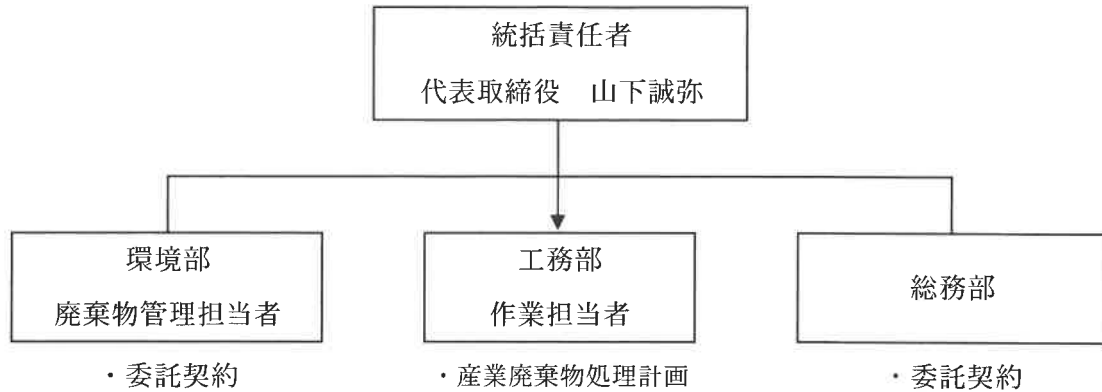 統括責任者
代表取締役　山下誠弥
環境部
廃棄物管理担当者
工務部
作業担当者
総務部
・委託契約
・産業廃棄物処理計画
・委託契約